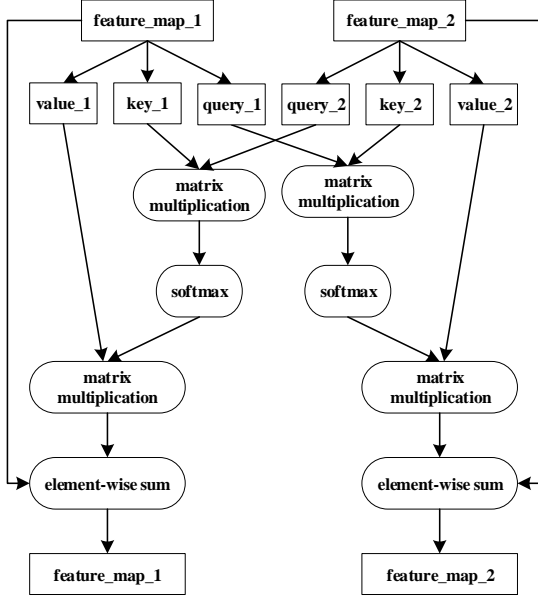 feature_map_1
feature_map_2
value_1
key_1
query_1
query_2
key_2
value_2
matrix
multiplication
matrix
multiplication
softmax
softmax
matrix
multiplication
matrix
multiplication
element-wise sum
element-wise sum
feature_map_1
feature_map_2